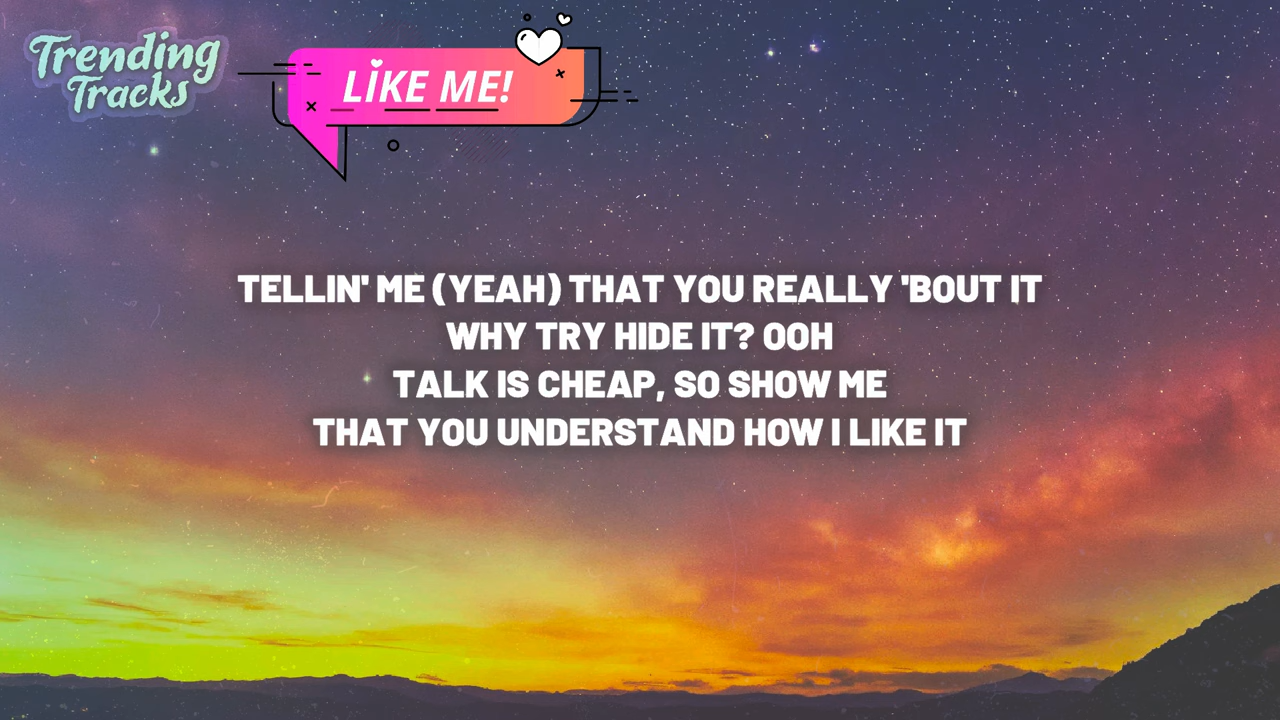 Trending
Tracks
LIKE ME!
TELLIN' ME (YEAH) THAT YOU REALLY 'BOUT IT
WHY TRY HIDE IT? OOH
TALK IS CHEAP, SO SHOW ME
THAT YOU UNDERSTAND HOW I LIKE IT